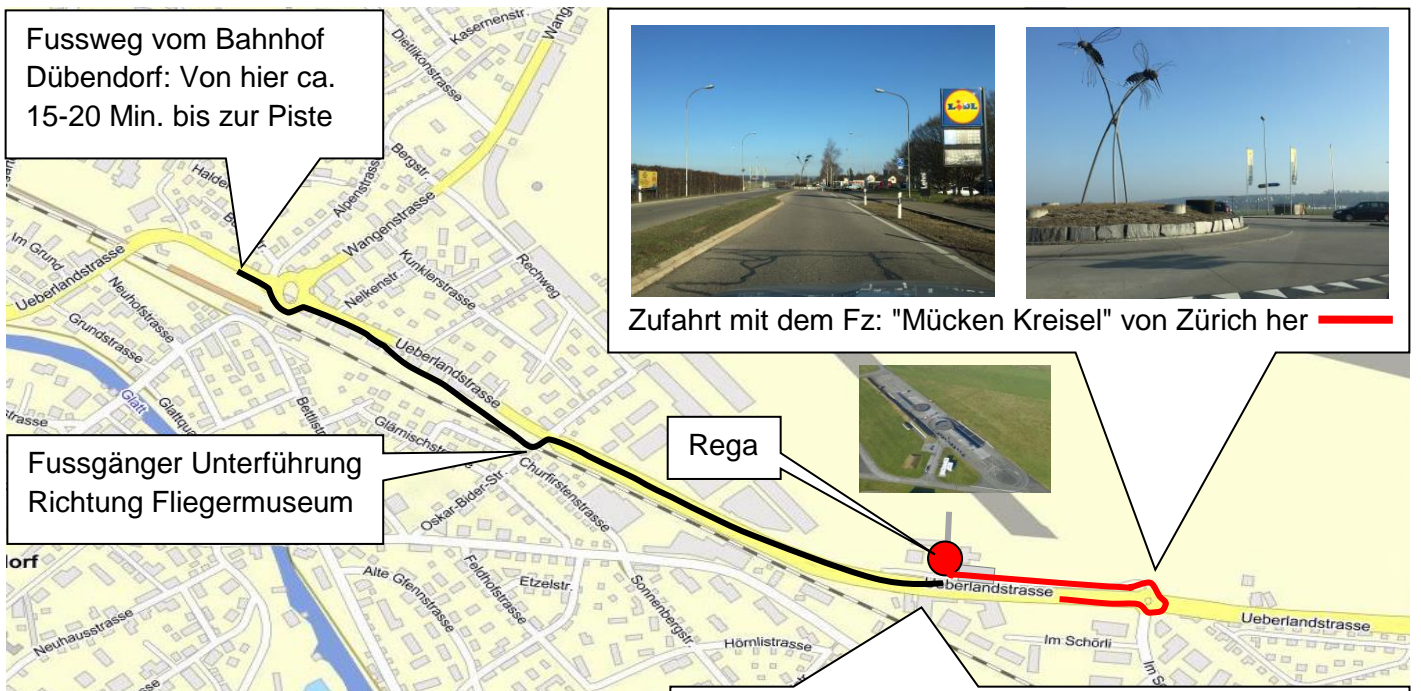 Fussweg vom Bahnhof
Dübendorf: Von hier ca.
15-20 Min. bis zur Piste
LIDL
Zufahrt mit dem Fz: "Mücken Kreisel" von Zürich her
Fussgänger Unterführung
Richtung Fliegermuseum
Rega
Kasernenstr.
Dietlikonstrasse
Bergstr.
Alpenstrasse
Wangenstrasse
Rechweg
Kunklerstrasse
Nelkenstr.
Im Grund
Ueberlandstrasse
Neuhofstrasse
Grundstrasse
Ueberlandstrasse
Glatt
Glärnischstrasse
Churfirstenstrasse
Oskar-Bider-Str.
Alte Gfennstrasse
Feldhofstrasse
Etzelstr.
Sonnenbergstr.
Hörnlistrasse
Neuhausstrasse
Ueberlandstrasse
Ueberlandstrasse
Im Schörli